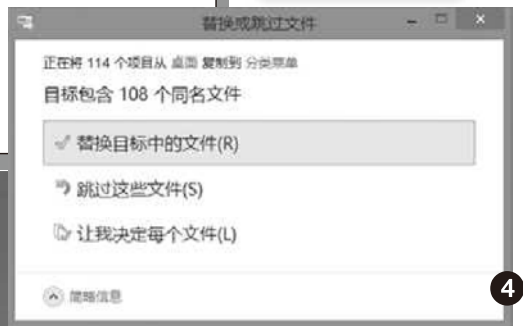 替换或跳过文件
正在将 114 个项目从 桌面 复制到 分类菜单
目标包含 108 个同名文件
替换目标中的文件(R)
跳过这些文件(S)
让我决定每个文件(L)
简略信息
4